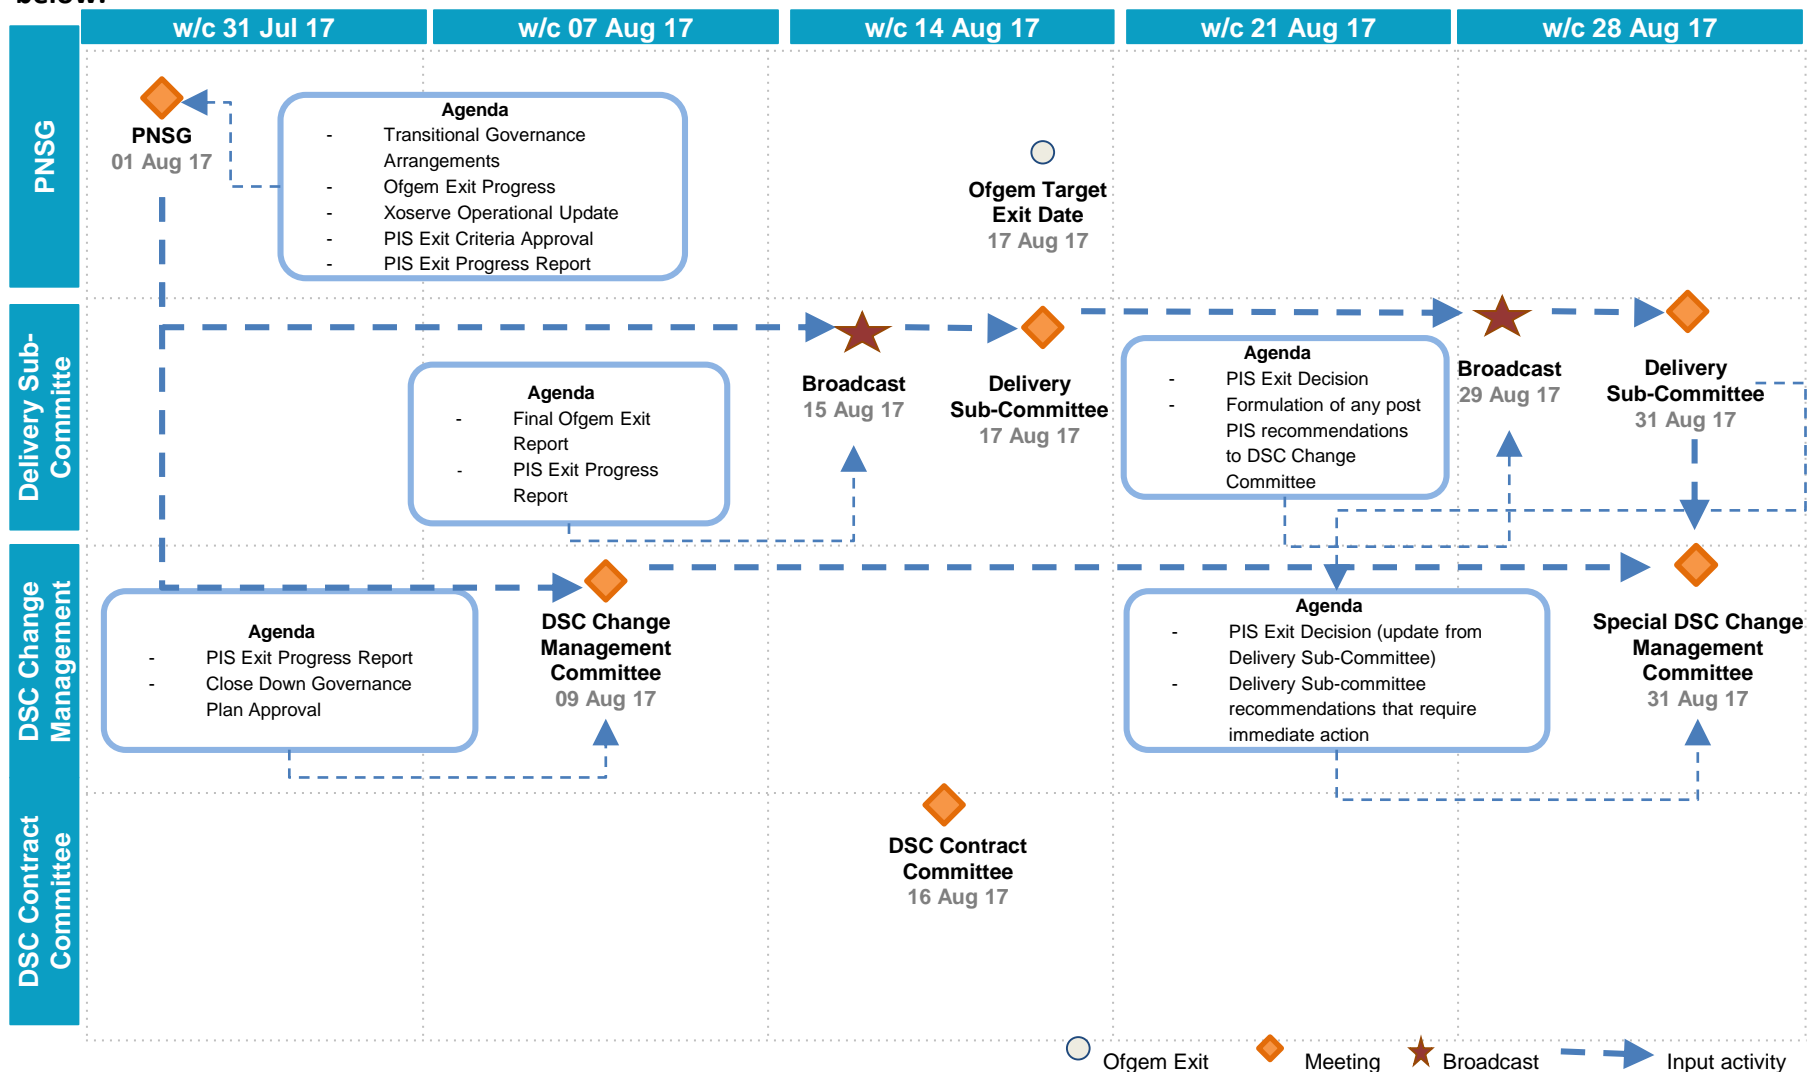 below:
w/c 31 Jul 17
w/c 07 Aug 17
w/c 14 Aug 17
w/c 21 Aug 17
w/c 28 Aug 17
PNSG
PNSG
01 Aug 17
Agenda
- Transitional Governance
Arrangements
- Ofgem Exit Progress
- Xoserve Operational Update
- PIS Exit Criteria Approval
- PIS Exit Progress Report
Ofgem Target
Exit Date
17 Aug 17
Delivery Sub-
Committe
Agenda
- Final Ofgem Exit
Report
- PIS Exit Progress
Report
Broadcast
15 Aug 17
Delivery
Sub-Committee
17 Aug 17
Agenda
- PIS Exit Decision
- Formulation of any post
PIS recommendations
to DSC Change
Committee
Broadcast
29 Aug 17
Delivery
Sub-Committee
31 Aug 17
DSC Change
Management
Agenda
- PIS Exit Progress Report
- Close Down Governance
Plan Approval
DSC Change
Management
Committee
09 Aug 17
Agenda
- PIS Exit Decision (update from
Delivery Sub-Committee)
- Delivery Sub-committee
recommendations that require
immediate action
Special DSC Change
Management
Committee
31 Aug 17
DSC Contract
Committee
DSC Contract
Committee
16 Aug 17
Ofgem Exit
Meeting
Broadcast
Input activity